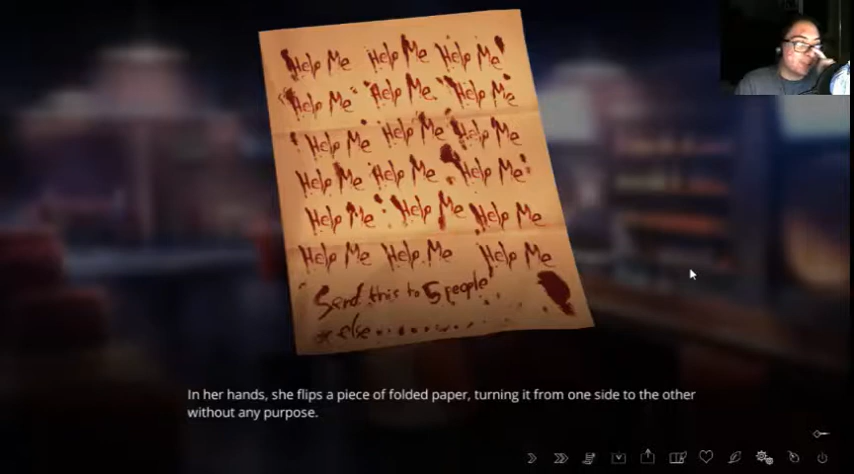 Help Me Help Me Help Me
Help Me Help Me Help Me
Help Me Help Me Help Me
Help Me Help Me Help Me
Help Me Help Me Help Me
Help Me Help Me Help Me
Send this to 5 people
else..........
In her hands, she flips a piece of folded paper, turning it from one side to the other
without any purpose.